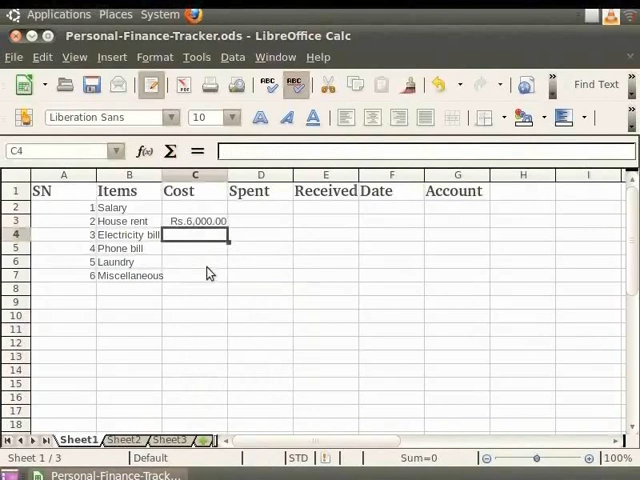 Applications Places System
Personal-Finance-Tracker.ods - LibreOffice Calc
File Edit View Insert Format Tools Data Window Help
ABC ABC Find Text
Liberation Sans 10 A A A
C4 f(x) Σ =
A B C D E F G H I
1 SN Items Cost Spent Received Date Account
2 1 Salary
3 2 House rent Rs.6,000.00
4 3 Electricity bill
5 4 Phone bill
6 5 Laundry
7 6 Miscellaneous
8
9
10
11
12
13
14
15
16
17
18
Sheet1 Sheet2 Sheet3
Sheet 1 / 3 Default STD Sum=0 100%
Personal-Finance-Track...